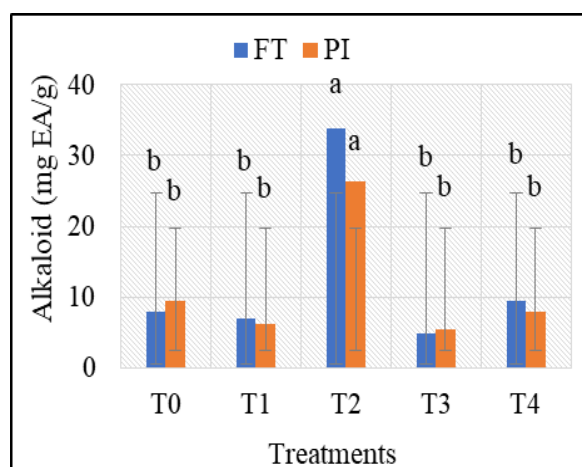 FT PI
40
30
20
10
0
Alkaloid (mg EA/g)
b b b b a a b b b b
T0 T1 T2 T3 T4
Treatments